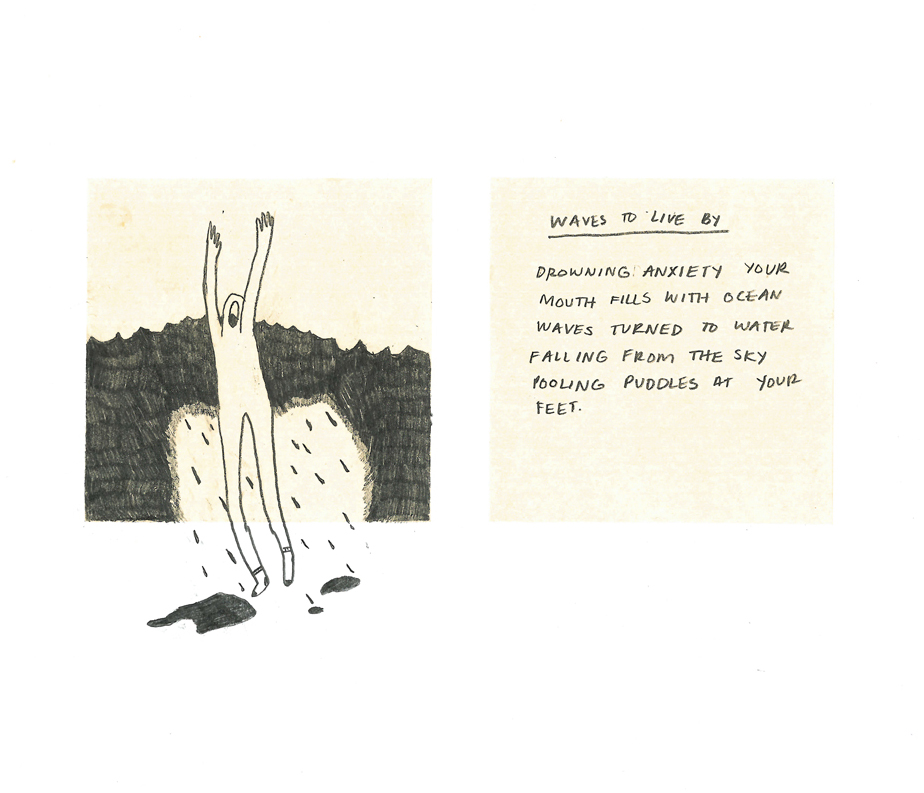 WAVES TO LIVE BY
DROWNING ANXIETY YOUR
MOUTH FILLS WITH OCEAN
WAVES TURNED TO WATER
FALLING FROM THE SKY
POOLING PUDDLES AT YOUR
FEET.